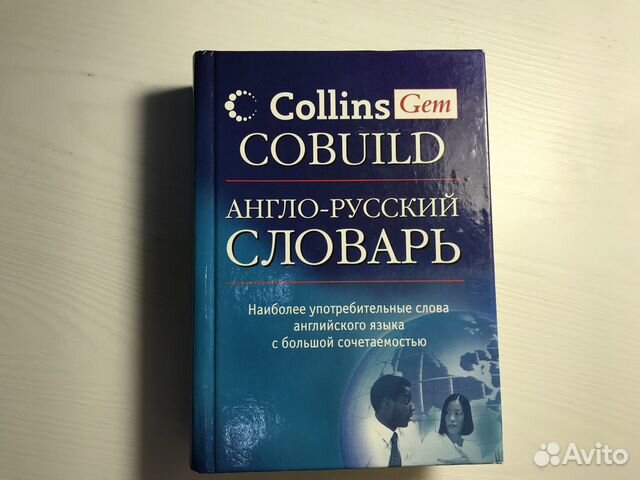 Collins Gem
COBUILD
АНГЛО-РУССКИЙ
СЛОВАРЬ
Наиболее употребительные слова
английского языка
с большой сочетаемостью
Avito